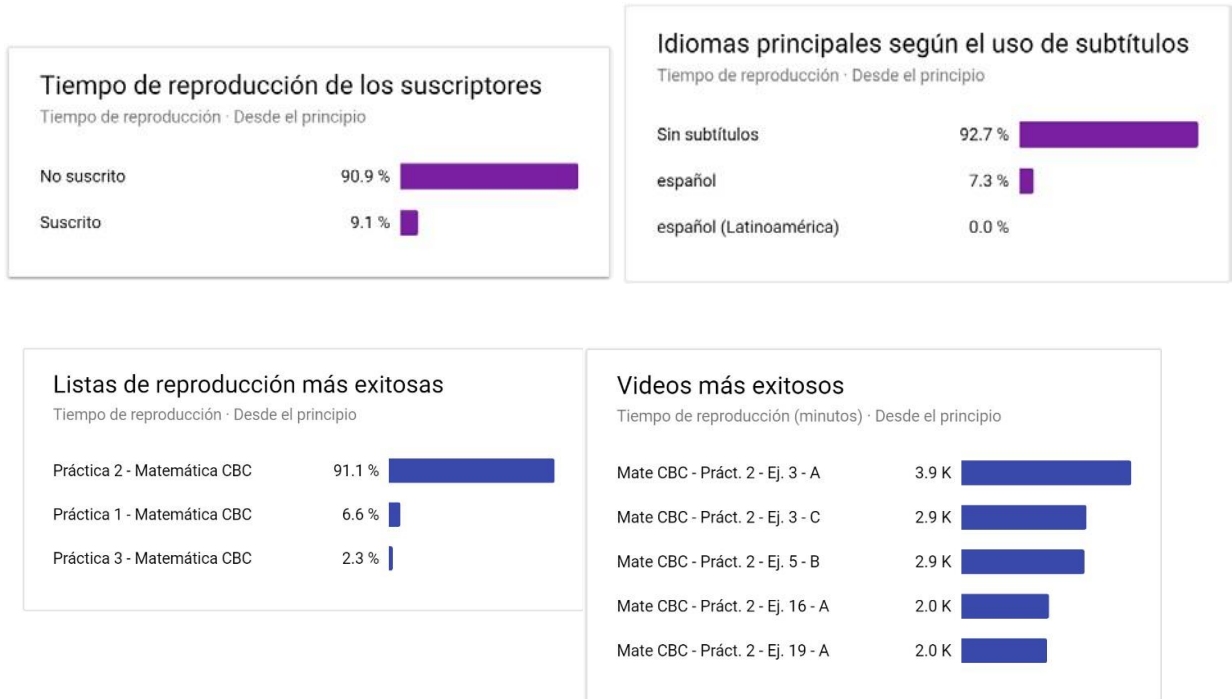 Tiempo de reproducción de los suscriptores
Tiempo de reproducción · Desde el principio
No suscrito 90.9 %
Suscrito 9.1 %
Idiomas principales según el uso de subtítulos
Tiempo de reproducción · Desde el principio
Sin subtítulos 92.7 %
español 7.3 %
español (Latinoamérica) 0.0 %
Listas de reproducción más exitosas
Tiempo de reproducción · Desde el principio
Práctica 2 - Matemática CBC 91.1 %
Práctica 1 - Matemática CBC 6.6 %
Práctica 3 - Matemática CBC 2.3 %
Videos más exitosos
Tiempo de reproducción (minutos) · Desde el principio
Mate CBC - Práct. 2 - Ej. 3 - A 3.9 K
Mate CBC - Práct. 2 - Ej. 3 - C 2.9 K
Mate CBC - Práct. 2 - Ej. 5 - B 2.9 K
Mate CBC - Práct. 2 - Ej. 16 - A 2.0 K
Mate CBC - Práct. 2 - Ej. 19 - A 2.0 K